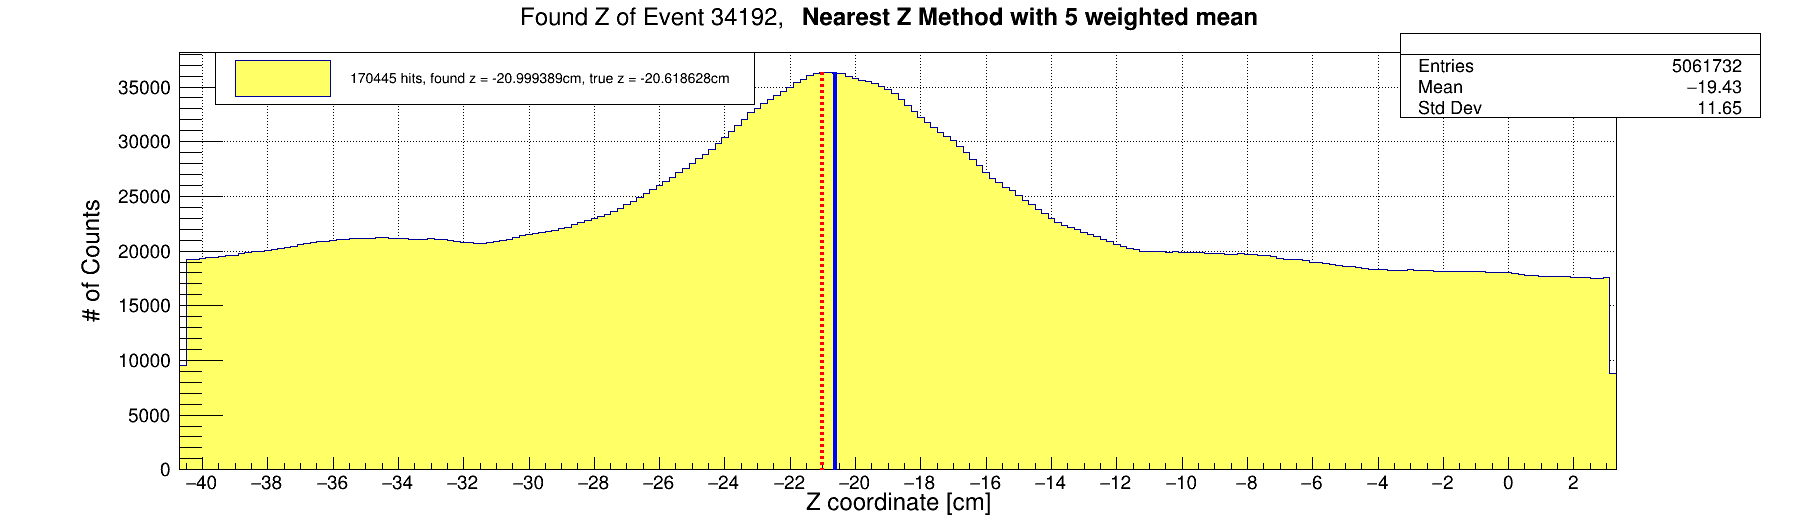 Found Z of Event 34192, Nearest Z Method with 5 weighted mean
170445 hits, found z = -20.999389cm, true z = -20.618628cm
Entries 5061732
Mean −19.43
Std Dev 11.65
# of Counts
35000
30000
25000
20000
15000
10000
5000
0
−40 −38 −36 −34 −32 −30 −28 −26 −24 −22 −20 −18 −16 −14 −12 −10 −8 −6 −4 −2 0 2
Z coordinate [cm]